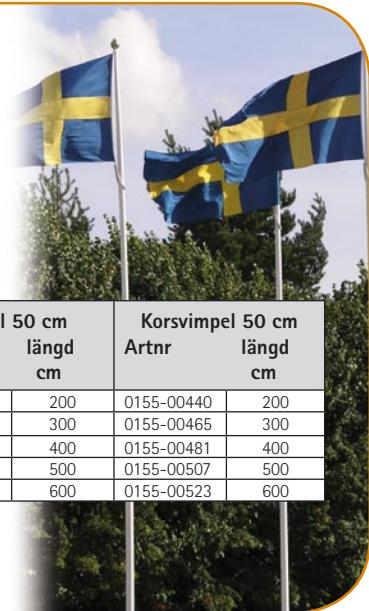 50 cm Korsvimpel 50 cm
längd Artnr längd
cm cm
200 0155-00440 200
300 0155-00465 300
400 0155-00481 400
500 0155-00507 500
600 0155-00523 600